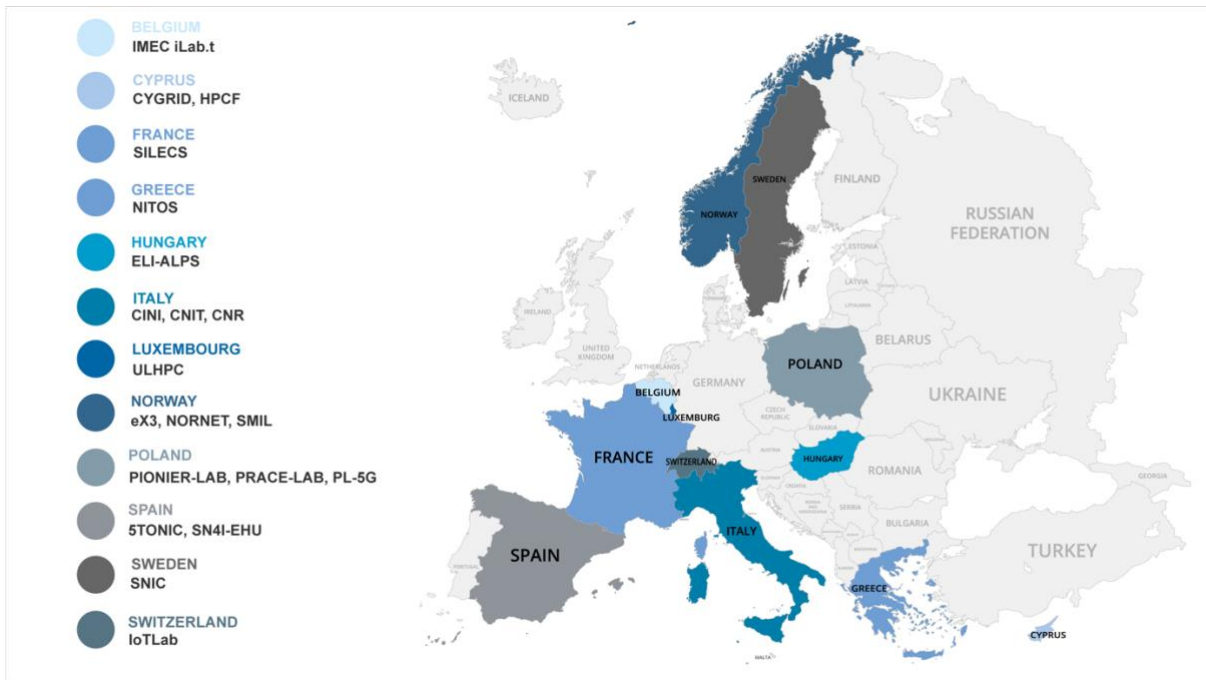 BELGIUM
IMEC iLab.t
CYPRUS
CYGRID, HPCF
FRANCE
SILECS
GREECE
NITOS
HUNGARY
ELI-ALPS
ITALY
CINI, CNIT, CNR
LUXEMBOURG
ULHPC
NORWAY
eX3, NORNET, SMIL
POLAND
PIONIER-LAB, PRACE-LAB, PL-5G
SPAIN
5TONIC, SN4I-EHU
SWEDEN
SNIC
SWITZERLAND
IoTLab
ICELAND
SWEDEN
FINLAND
NORWAY
RUSSIAN
FEDERATION
ESTONIA
LATVIA
LITHUANIA
IRELAND
UNITED
KINGDOM
BELARUS
NETHERLANDS
POLAND
GERMANY
BELGIUM
UKRAINE
LUXEMBURG
CZECH
REPUBLIC
SLOVAKIA
FRANCE
SWITZERLAND
AUSTRIA
HUNGARY
ROMANIA
GEORGIA
CROATIA
SERBIA
ITALY
BULGARIA
SPAIN
PORTUGAL
TURKEY
GREECE
CYPRUS
MALTA